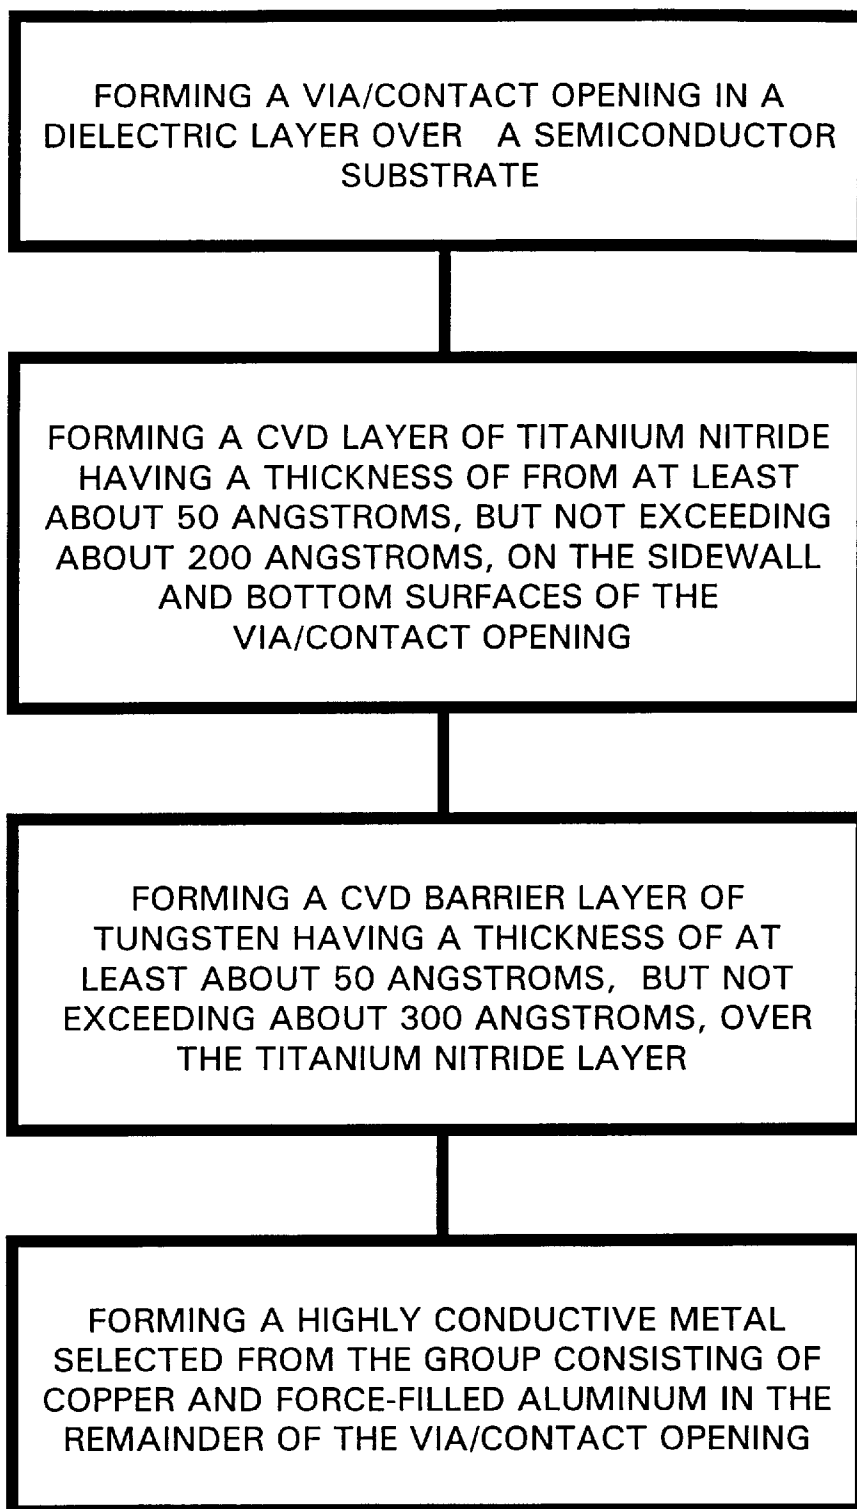 FORMING A VIA/CONTACT OPENING IN A
DIELECTRIC LAYER OVER A SEMICONDUCTOR
SUBSTRATE
FORMING A CVD LAYER OF TITANIUM NITRIDE
HAVING A THICKNESS OF FROM AT LEAST
ABOUT 50 ANGSTROMS, BUT NOT EXCEEDING
ABOUT 200 ANGSTROMS, ON THE SIDEWALL
AND BOTTOM SURFACES OF THE
VIA/CONTACT OPENING
FORMING A CVD BARRIER LAYER OF
TUNGSTEN HAVING A THICKNESS OF AT
LEAST ABOUT 50 ANGSTROMS, BUT NOT
EXCEEDING ABOUT 300 ANGSTROMS, OVER
THE TITANIUM NITRIDE LAYER
FORMING A HIGHLY CONDUCTIVE METAL
SELECTED FROM THE GROUP CONSISTING OF
COPPER AND FORCE-FILLED ALUMINUM IN THE
REMAINDER OF THE VIA/CONTACT OPENING